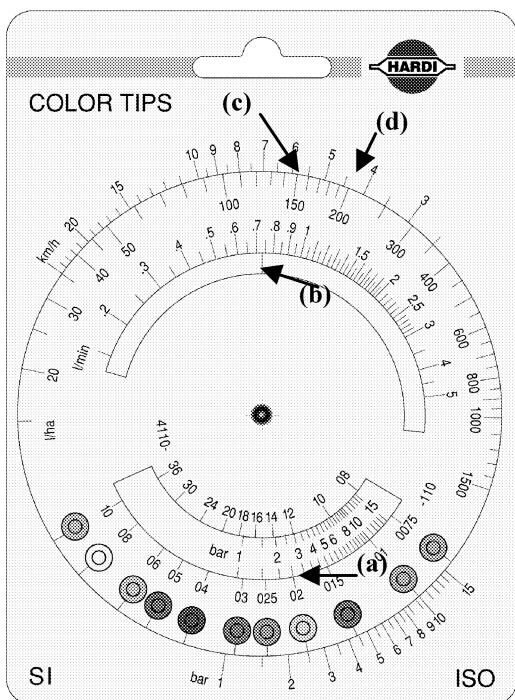 HARDI
COLOR TIPS
(c)
(d)
km/h 20 15 10 9 8 7 6 5 4 3
l/ha 20 30 40 50 100 150 200 300 400 600 800 1000 1500
l/min .2 .3 .4 .5 .6 .7 .8 .9 1 1.5 2 2.5 3 4 5
(b)
4110- 36 30 24 20 18 16 14 12 10 08 -110
bar 1 2 3 4 5 6 8 10 15
(a)
10 08 06 05 04 03 025 02 015 01 0075
bar 1 2 3 4 5 6 7 8 9 10 15
SI
ISO